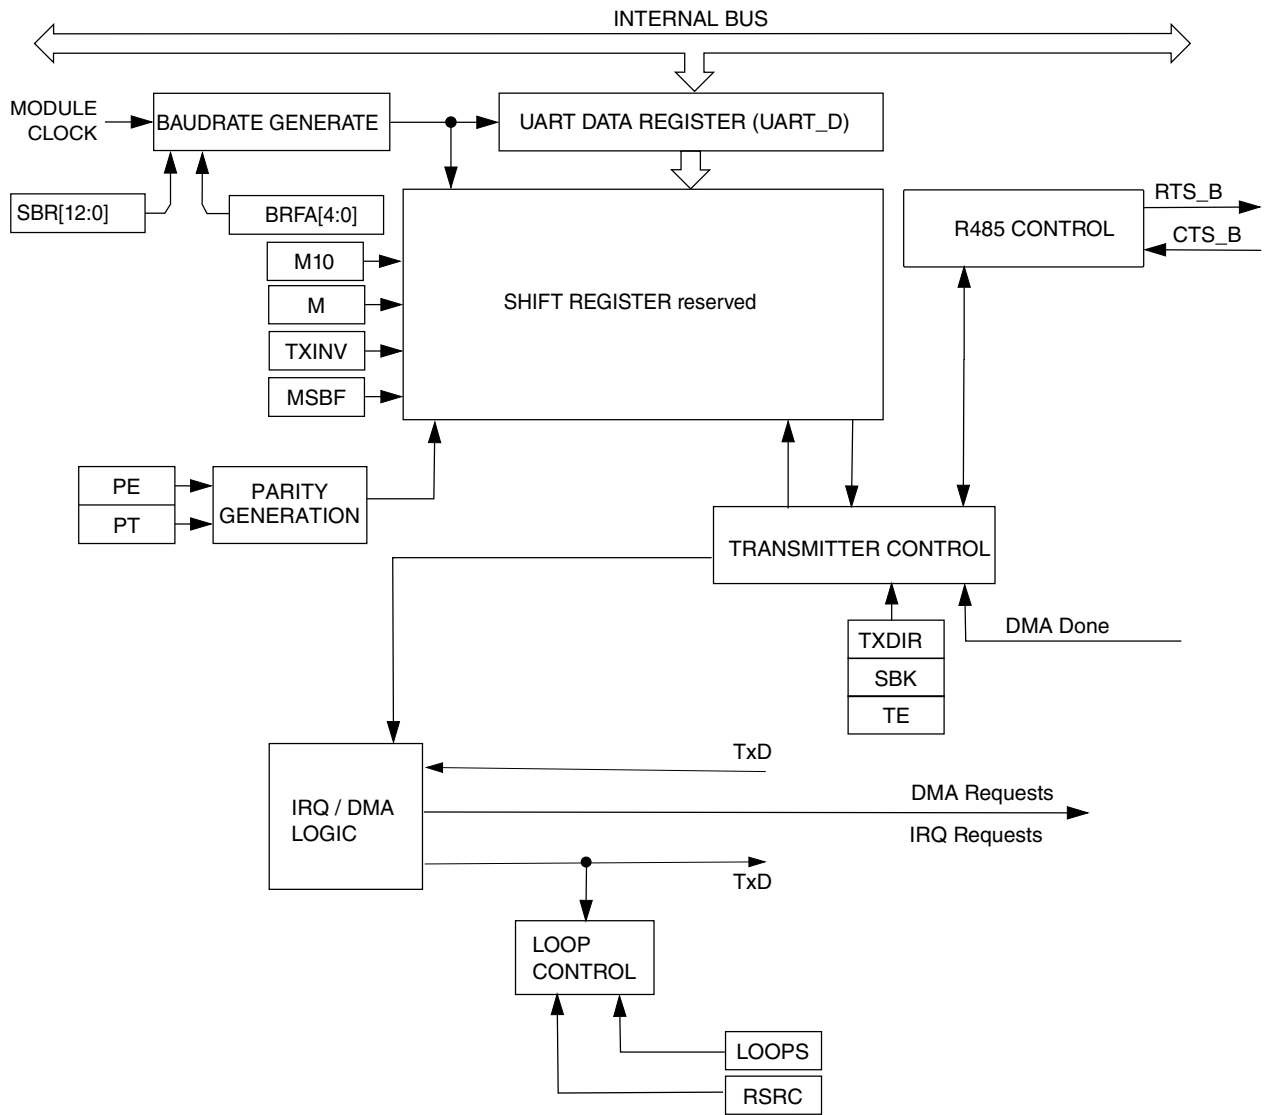 INTERNAL BUS
MODULE
CLOCK
BAUDRATE GENERATE
UART DATA REGISTER (UART_D)
SBR[12:0]
BRFA[4:0]
RTS_B
R485 CONTROL
CTS_B
M10
M
SHIFT REGISTER reserved
TXINV
MSBF
PE
PT
PARITY
GENERATION
TRANSMITTER CONTROL
DMA Done
TXDIR
SBK
TE
TxD
IRQ / DMA
LOGIC
DMA Requests
IRQ Requests
TxD
LOOP
CONTROL
LOOPS
RSRC